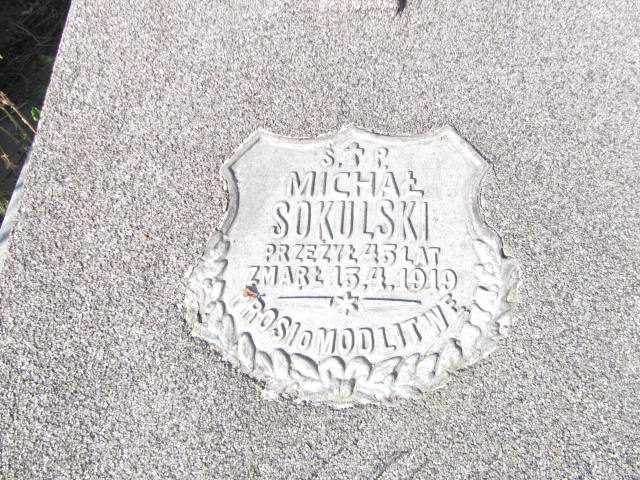 Ś.✝P.
MICHAŁ
SOKULSKI
PRZEŻYŁ 45 LAT
ZMARŁ 15.4.1919
PROSI o MODLITWĘ